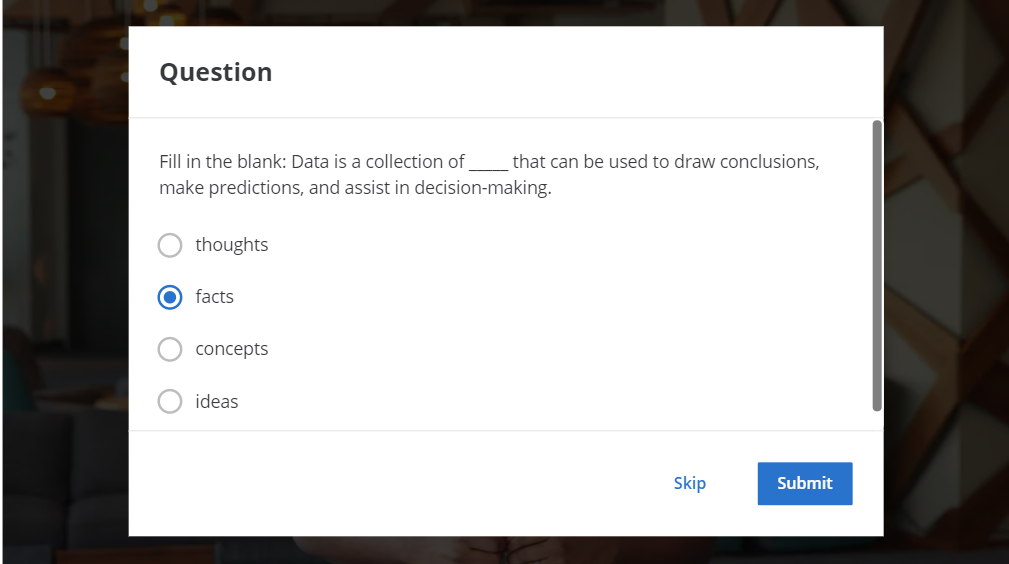 Question
Fill in the blank: Data is a collection of _____ that can be used to draw conclusions,
make predictions, and assist in decision-making.
thoughts
facts
concepts
ideas
Skip
Submit